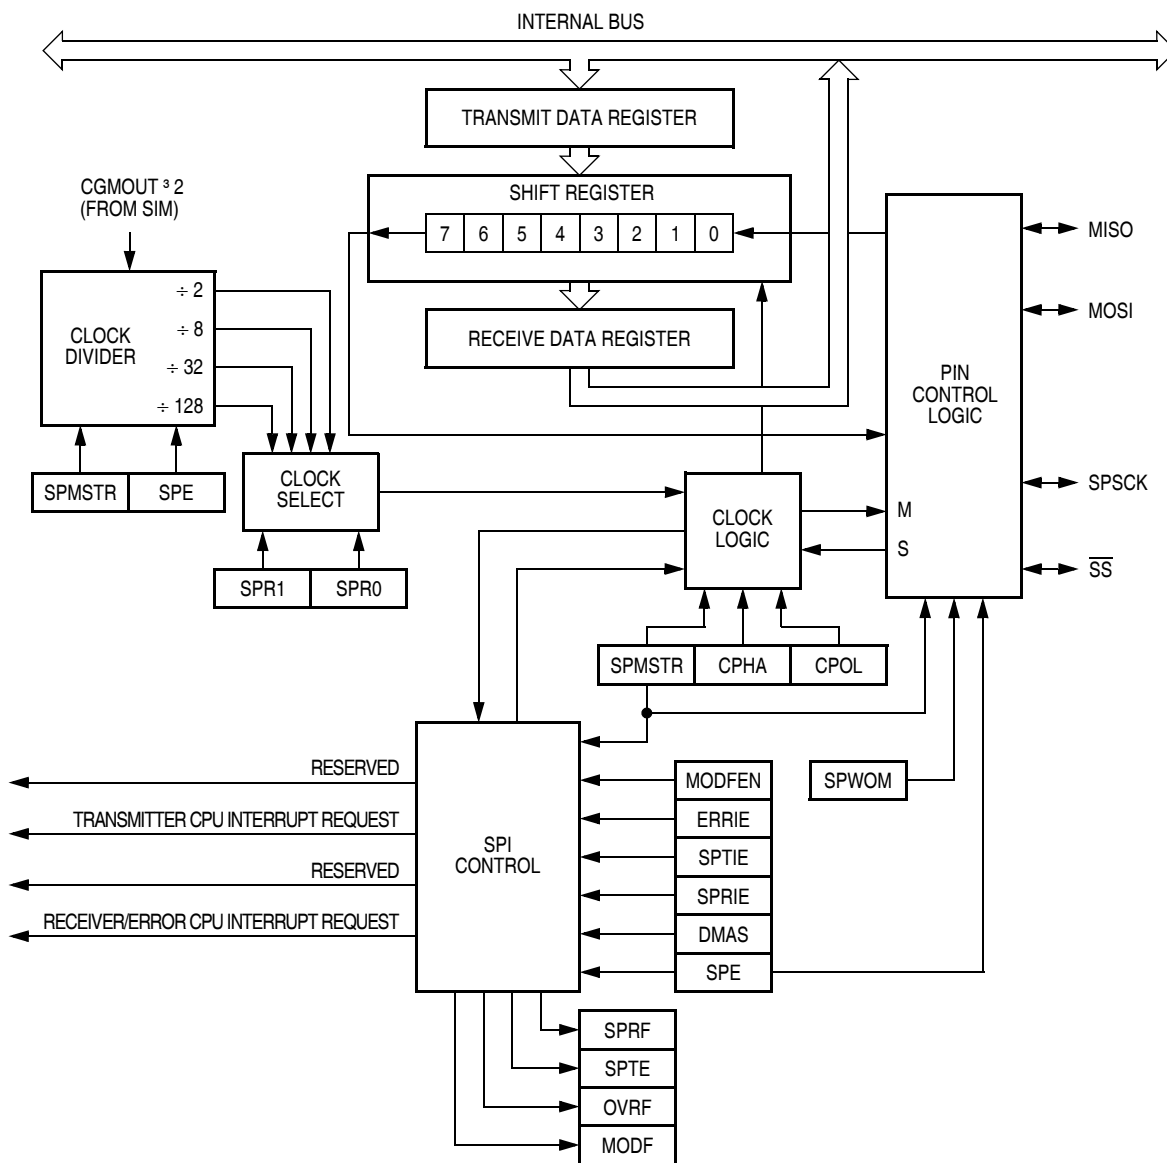 INTERNAL BUS
TRANSMIT DATA REGISTER
SHIFT REGISTER
7 6 5 4 3 2 1 0
RECEIVE DATA REGISTER
CGMOUT ³ 2
(FROM SIM)
CLOCK
DIVIDER
÷ 2
÷ 8
÷ 32
÷ 128
SPMSTR SPE
CLOCK
SELECT
SPR1 SPR0
CLOCK
LOGIC
PIN
CONTROL
LOGIC
M
S
MISO
MOSI
SPSCK
S̅S̅
SPMSTR CPHA CPOL
SPWOM
SPI
CONTROL
RESERVED
TRANSMITTER CPU INTERRUPT REQUEST
RESERVED
RECEIVER/ERROR CPU INTERRUPT REQUEST
MODFEN
ERRIE
SPTIE
SPRIE
DMAS
SPE
SPRF
SPTE
OVRF
MODF